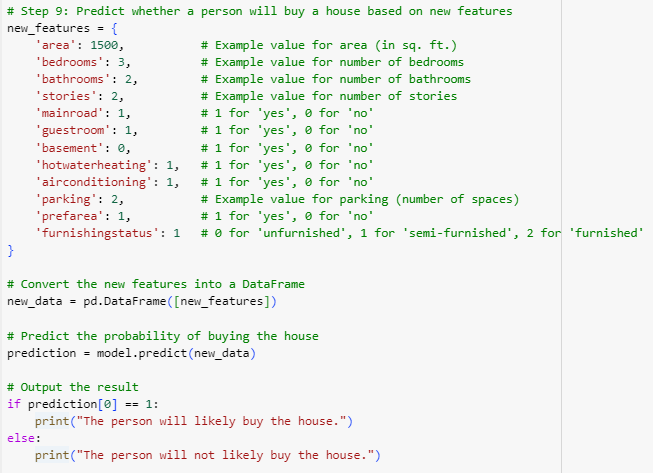 # Step 9: Predict whether a person will buy a house based on new features
new_features = {
    'area': 1500,           # Example value for area (in sq. ft.)
    'bedrooms': 3,          # Example value for number of bedrooms
    'bathrooms': 2,         # Example value for number of bathrooms
    'stories': 2,           # Example value for number of stories
    'mainroad': 1,          # 1 for 'yes', 0 for 'no'
    'guestroom': 1,         # 1 for 'yes', 0 for 'no'
    'basement': 0,          # 1 for 'yes', 0 for 'no'
    'hotwaterheating': 1,   # 1 for 'yes', 0 for 'no'
    'airconditioning': 1,   # 1 for 'yes', 0 for 'no'
    'parking': 2,           # Example value for parking (number of spaces)
    'prefarea': 1,          # 1 for 'yes', 0 for 'no'
    'furnishingstatus': 1   # 0 for 'unfurnished', 1 for 'semi-furnished', 2 for 'furnished'
}
# Convert the new features into a DataFrame
new_data = pd.DataFrame([new_features])
# Predict the probability of buying the house
prediction = model.predict(new_data)
# Output the result
if prediction[0] == 1:
    print("The person will likely buy the house.")
else:
    print("The person will not likely buy the house.")